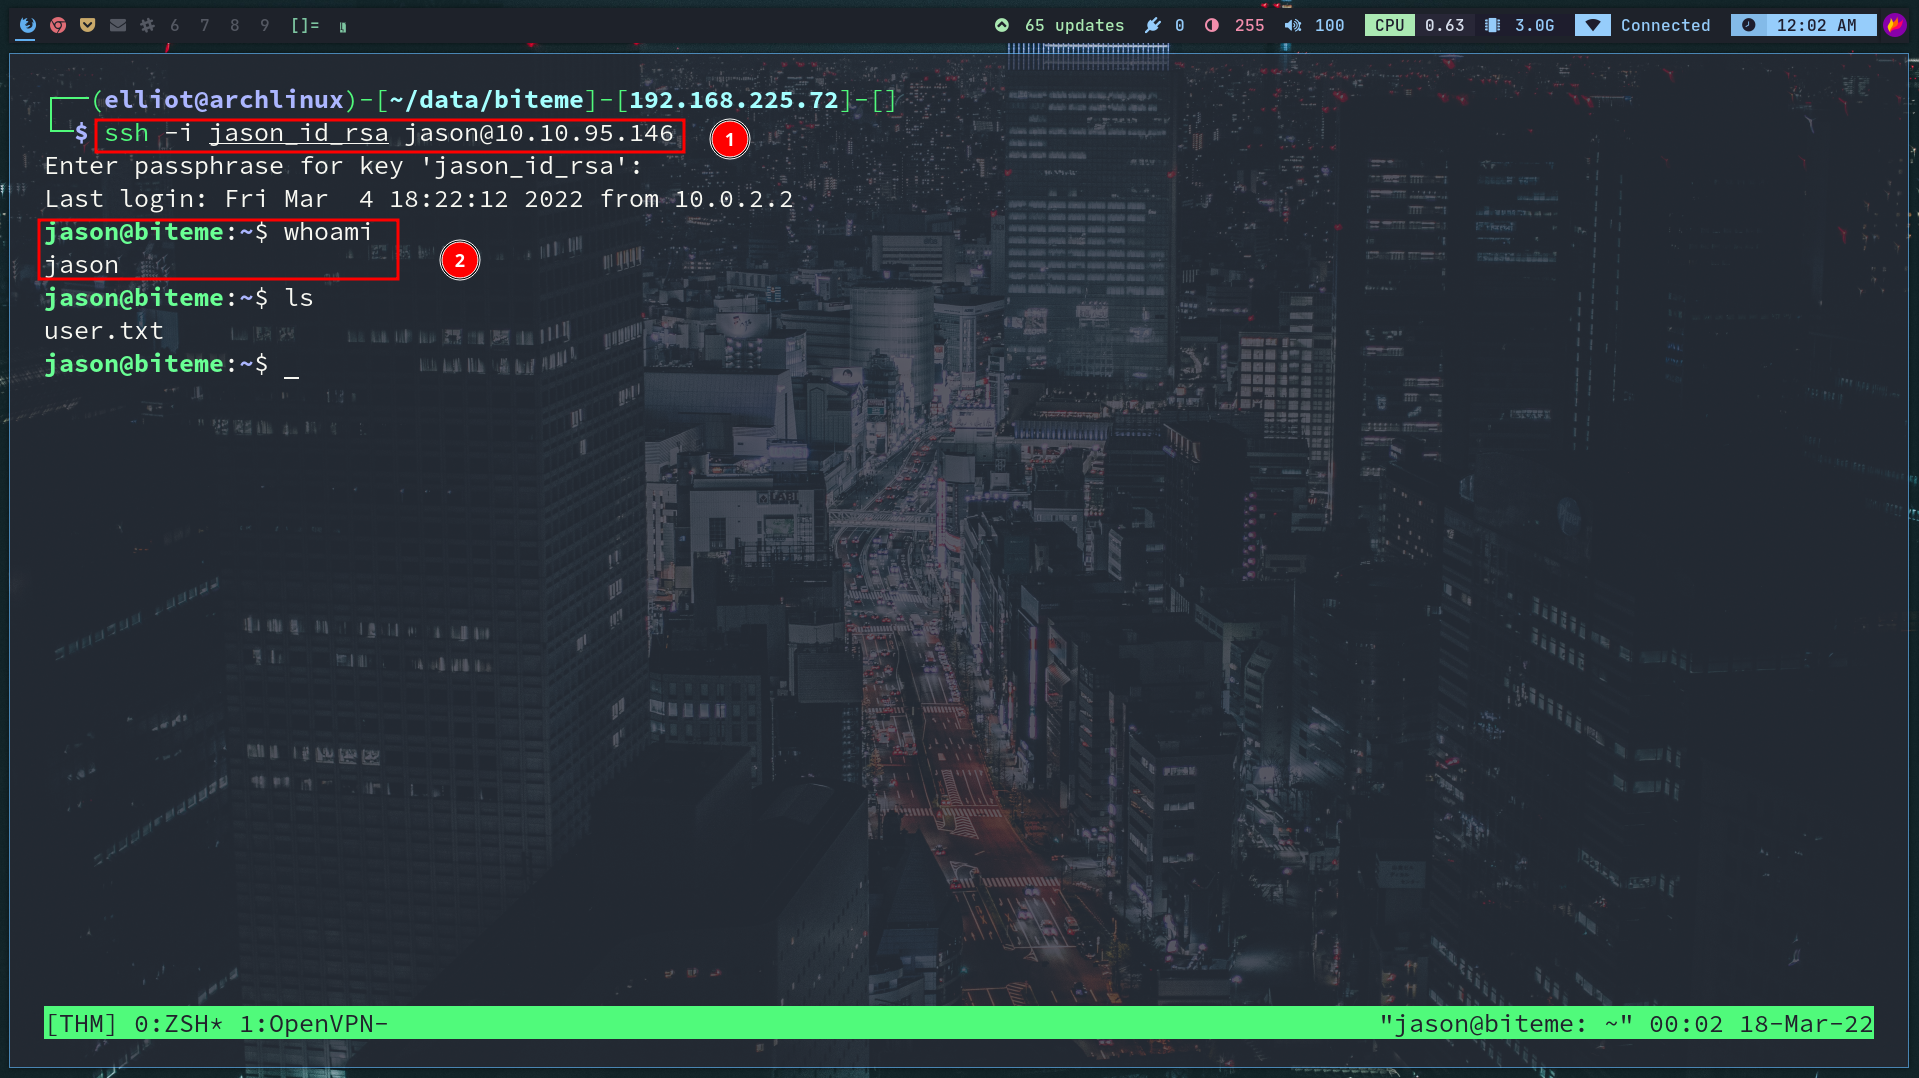 6 7 8 9 []= 65 updates 0 255 100 CPU 0.63 3.0G Connected 12:02 AM
┌──(elliot@archlinux)-[~/data/biteme]-[192.168.225.72]-[]
└─$ ssh -i jason_id_rsa jason@10.10.95.146 1
Enter passphrase for key 'jason_id_rsa':
Last login: Fri Mar  4 18:22:12 2022 from 10.0.2.2
jason@biteme:~$ whoami
jason 2
jason@biteme:~$ ls
user.txt
jason@biteme:~$ _
[THM] 0:ZSH* 1:OpenVPN- "jason@biteme: ~" 00:02 18-Mar-22